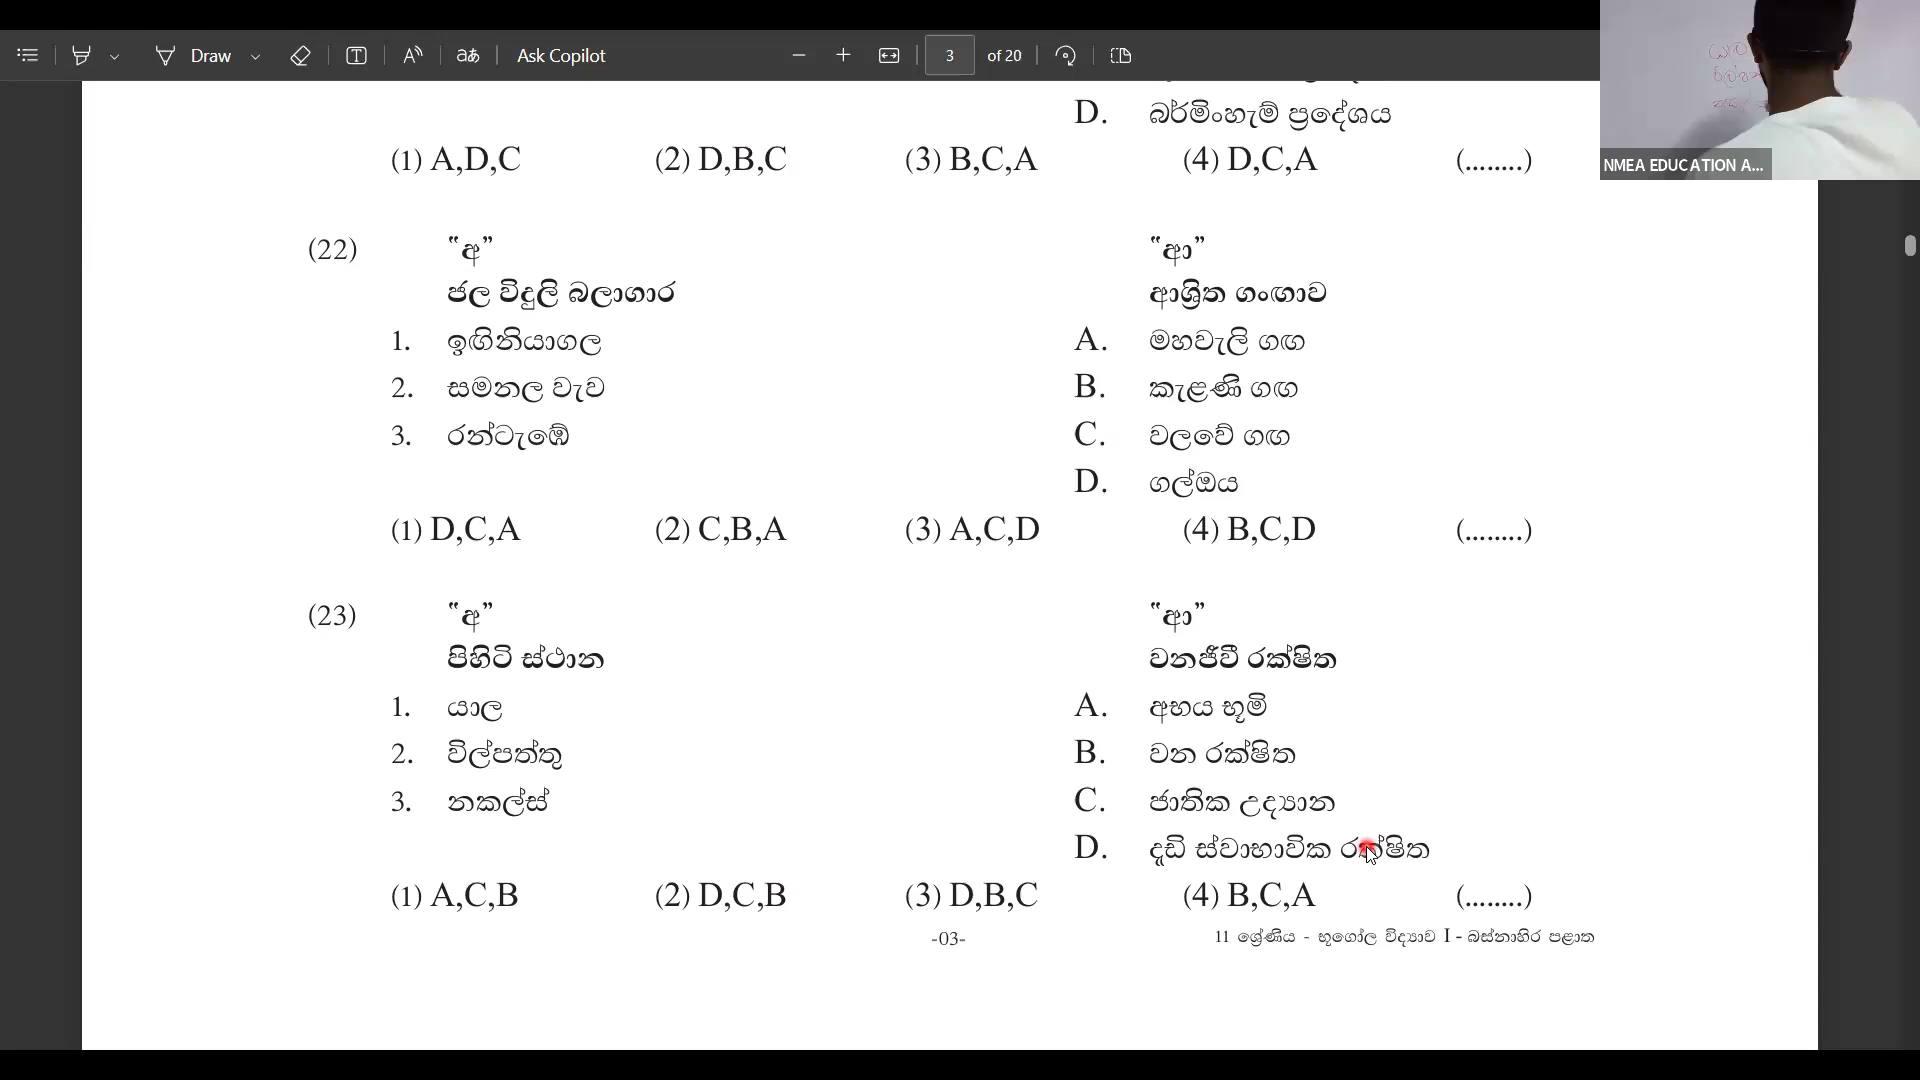 Draw
Ask Copilot
3 of 20
NMEA EDUCATION A...
D. බර්මිංහැම් ප්‍රදේශය
(1) A,D,C (2) D,B,C (3) B,C,A (4) D,C,A (........)
(22) “අ” “ආ”
ජල විදුලි බලාගාර ආශ්‍රිත ගංඟාව
1. ඉඟිනියාගල A. මහවැලි ගඟ
2. සමනල වැව B. කැළණි ගඟ
3. රන්ටැඹේ C. වලවේ ගඟ
D. ගල්ඔය
(1) D,C,A (2) C,B,A (3) A,C,D (4) B,C,D (........)
(23) “අ” “ආ”
පිහිටි ස්ථාන වනජීවී රක්ෂිත
1. යාල A. අභය භූමි
2. විල්පත්තු B. වන රක්ෂිත
3. නකල්ස් C. ජාතික උද්‍යාන
D. දැඩි ස්වාභාවික රක්ෂිත
(1) A,C,B (2) D,C,B (3) D,B,C (4) B,C,A (........)
-03- 11 ශ්‍රේණිය - භූගෝල විද්‍යාව I - බස්නාහිර පළාත